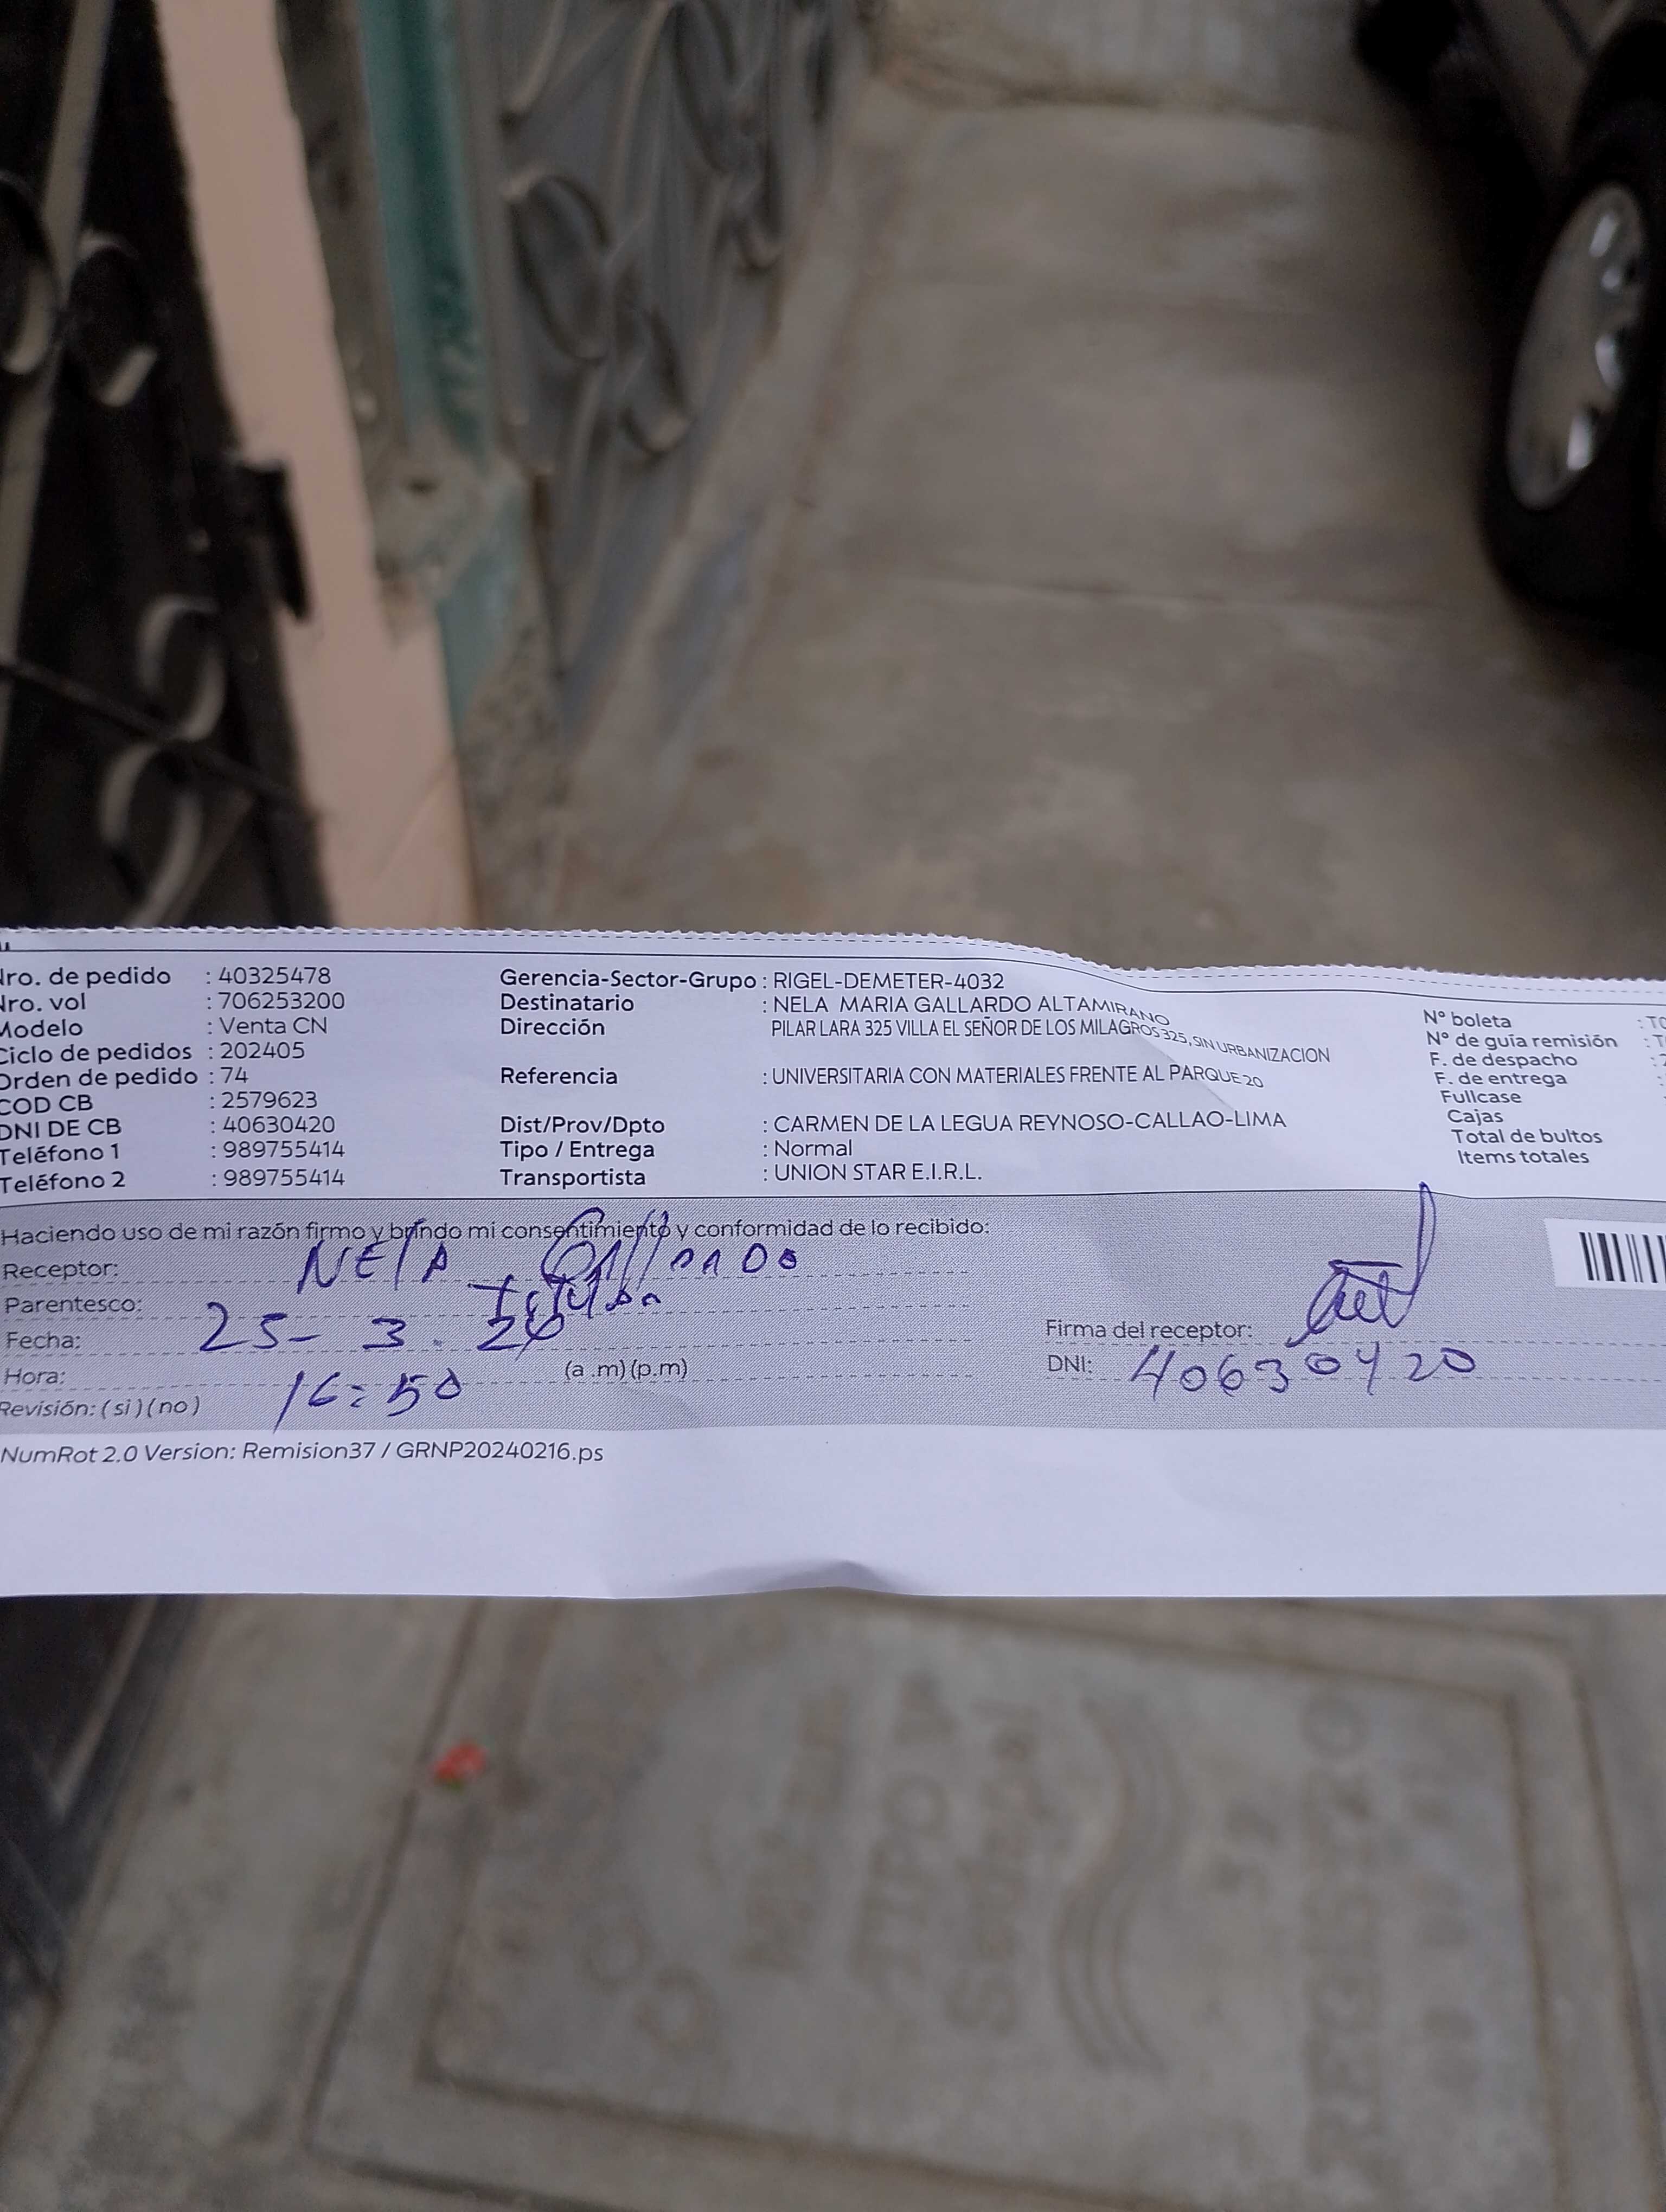 Nro. de pedido : 40325478
Nro. vol : 706253200
Modelo : Venta CN
Ciclo de pedidos : 202405
Orden de pedido : 74
COD CB : 2579623
DNI DE CB : 40630420
Teléfono 1 : 989755414
Teléfono 2 : 989755414
Gerencia-Sector-Grupo : RIGEL-DEMETER-4032
Destinatario : NELA MARIA GALLARDO ALTAMIRANO
Dirección PILAR LARA 325 VILLA EL SEÑOR DE LOS MILAGROS 325, SIN URBANIZACION
Referencia : UNIVERSITARIA CON MATERIALES FRENTE AL PARQUE 20
Dist/Prov/Dpto : CARMEN DE LA LEGUA REYNOSO-CALLAO-LIMA
Tipo / Entrega : Normal
Transportista : UNION STAR E.I.R.L.
N° boleta : T
N° de guía remisión : T
F. de despacho :
F. de entrega :
Fullcase
Cajas
Total de bultos
Items totales
Haciendo uso de mi razón firmo y brindo mi consentimiento y conformidad de lo recibido:
Receptor: NELA GALLARDO
Parentesco: titular
Fecha: 25- 3. 24
Hora: 16:50 (a .m) (p.m)
Revisión: ( si ) ( no )
Firma del receptor:
DNI: 40630420
NumRot 2.0 Version: Remision37 / GRNP20240216.ps